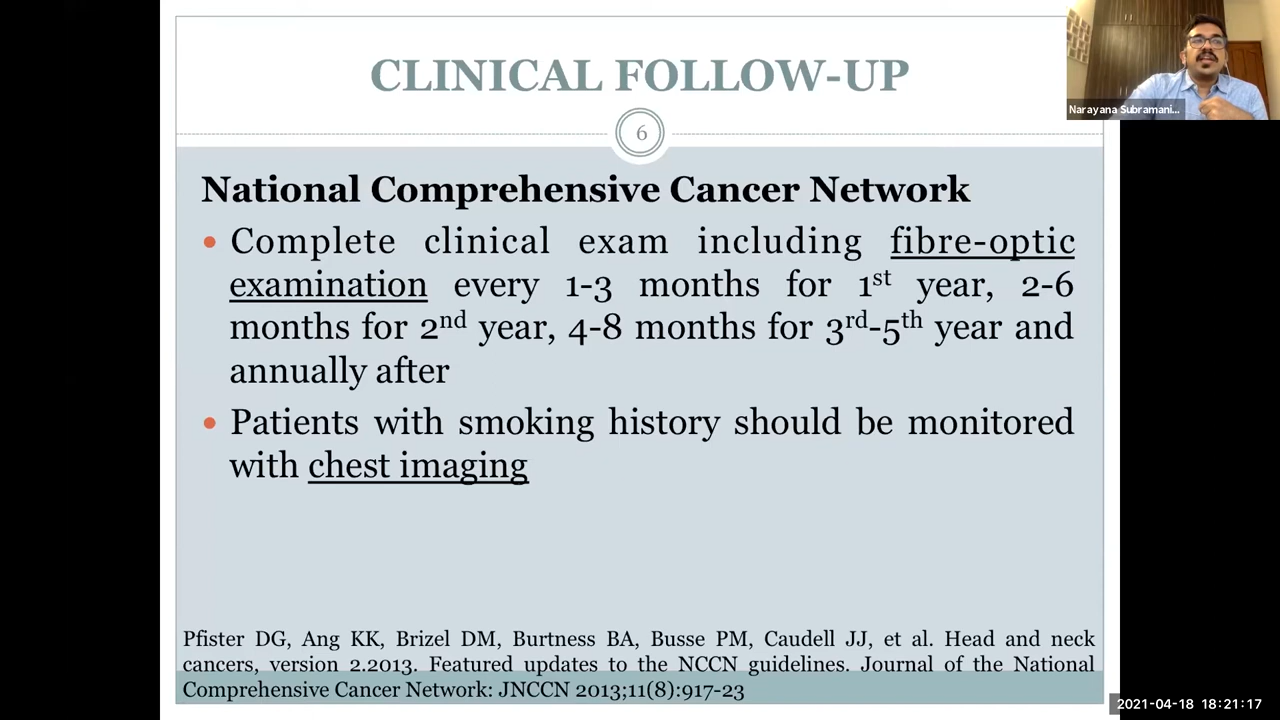 CLINICAL FOLLOW-UP
6
National Comprehensive Cancer Network
• Complete clinical exam including fibre-optic
examination every 1-3 months for 1st year, 2-6
months for 2nd year, 4-8 months for 3rd-5th year and
annually after
• Patients with smoking history should be monitored
with chest imaging
Pfister DG, Ang KK, Brizel DM, Burtness BA, Busse PM, Caudell JJ, et al. Head and neck
cancers, version 2.2013. Featured updates to the NCCN guidelines. Journal of the National
Comprehensive Cancer Network: JNCCN 2013;11(8):917-23
Narayana Subramani...
2021-04-18 18:21:17